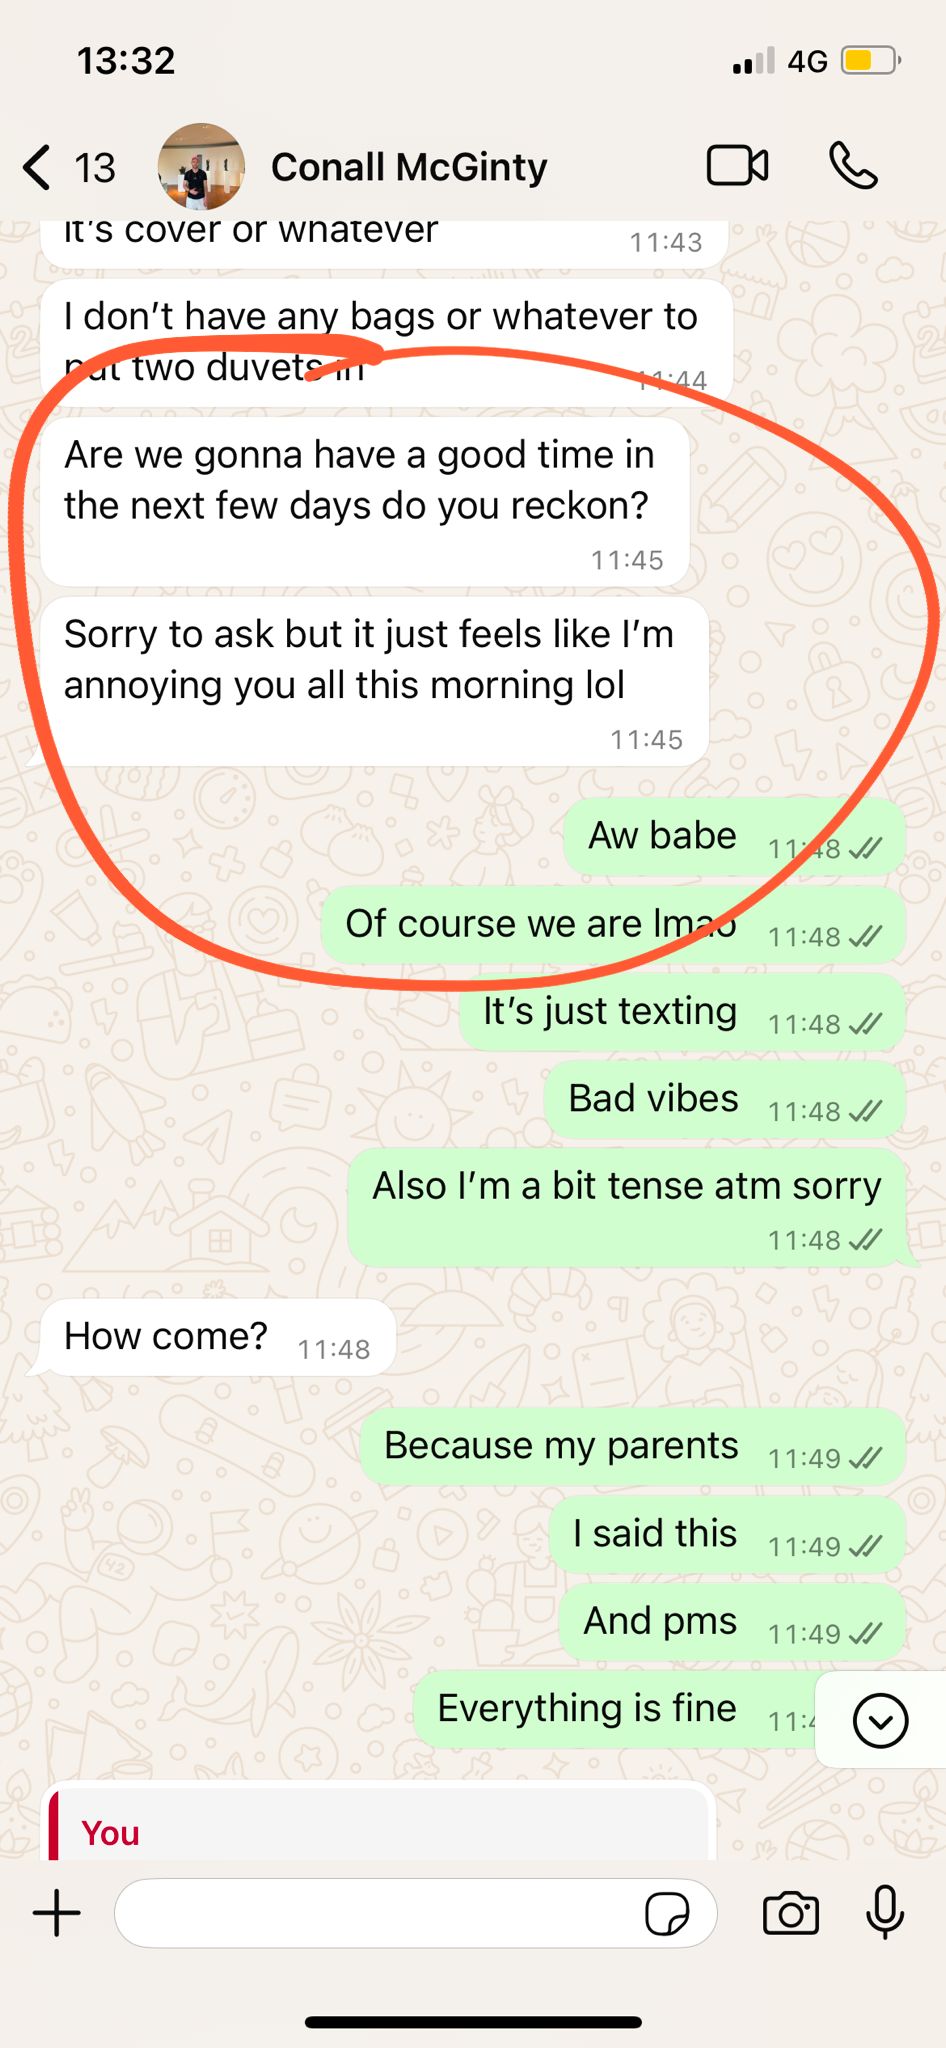 13:32
4G
13
Conall McGinty
it's cover or whatever
11:43
I don't have any bags or whatever to
put two duvets in
11:44
Are we gonna have a good time in
the next few days do you reckon?
11:45
Sorry to ask but it just feels like I'm
annoying you all this morning lol
11:45
Aw babe 11:48
Of course we are lmao 11:48
It's just texting 11:48
Bad vibes 11:48
Also I'm a bit tense atm sorry
11:48
How come? 11:48
Because my parents 11:49
I said this 11:49
And pms 11:49
Everything is fine
You